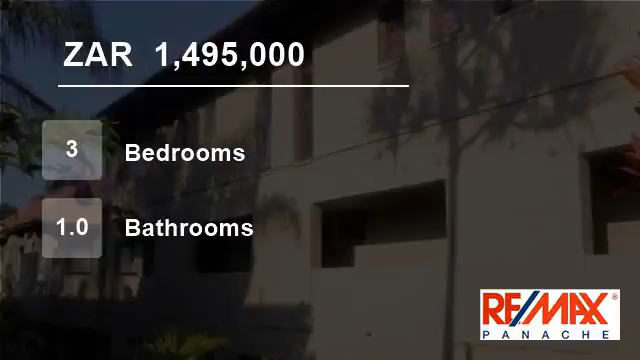 ZAR 1,495,000
3 Bedrooms
1.0 Bathrooms
RE/MAX®
PANACHE